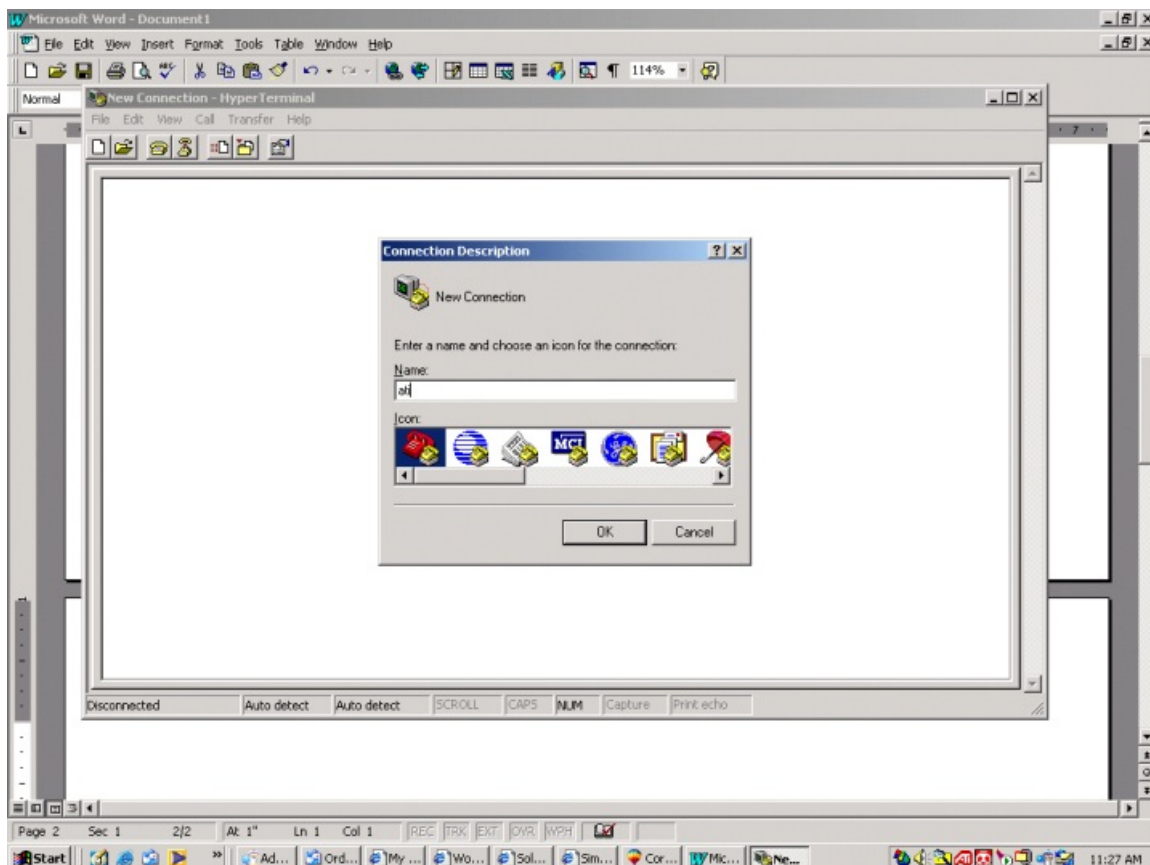 Microsoft Word - Document1
File Edit View Insert Format Tools Table Window Help
114%
Normal
New Connection - HyperTerminal
File Edit View Call Transfer Help
7
Connection Description
New Connection
Enter a name and choose an icon for the connection:
Name:
Icon:
MCI
OK Cancel
Disconnected Auto detect Auto detect SCROLL CAPS NUM Capture Print echo
1
Page 2 Sec 1 2/2 At 1" Ln 1 Col 1 REC TRK EXT OVR WPH
Start Ad... Ord... My ... Wo... Sol... Sim... Cor... Mic... Ne... 11:27 AM